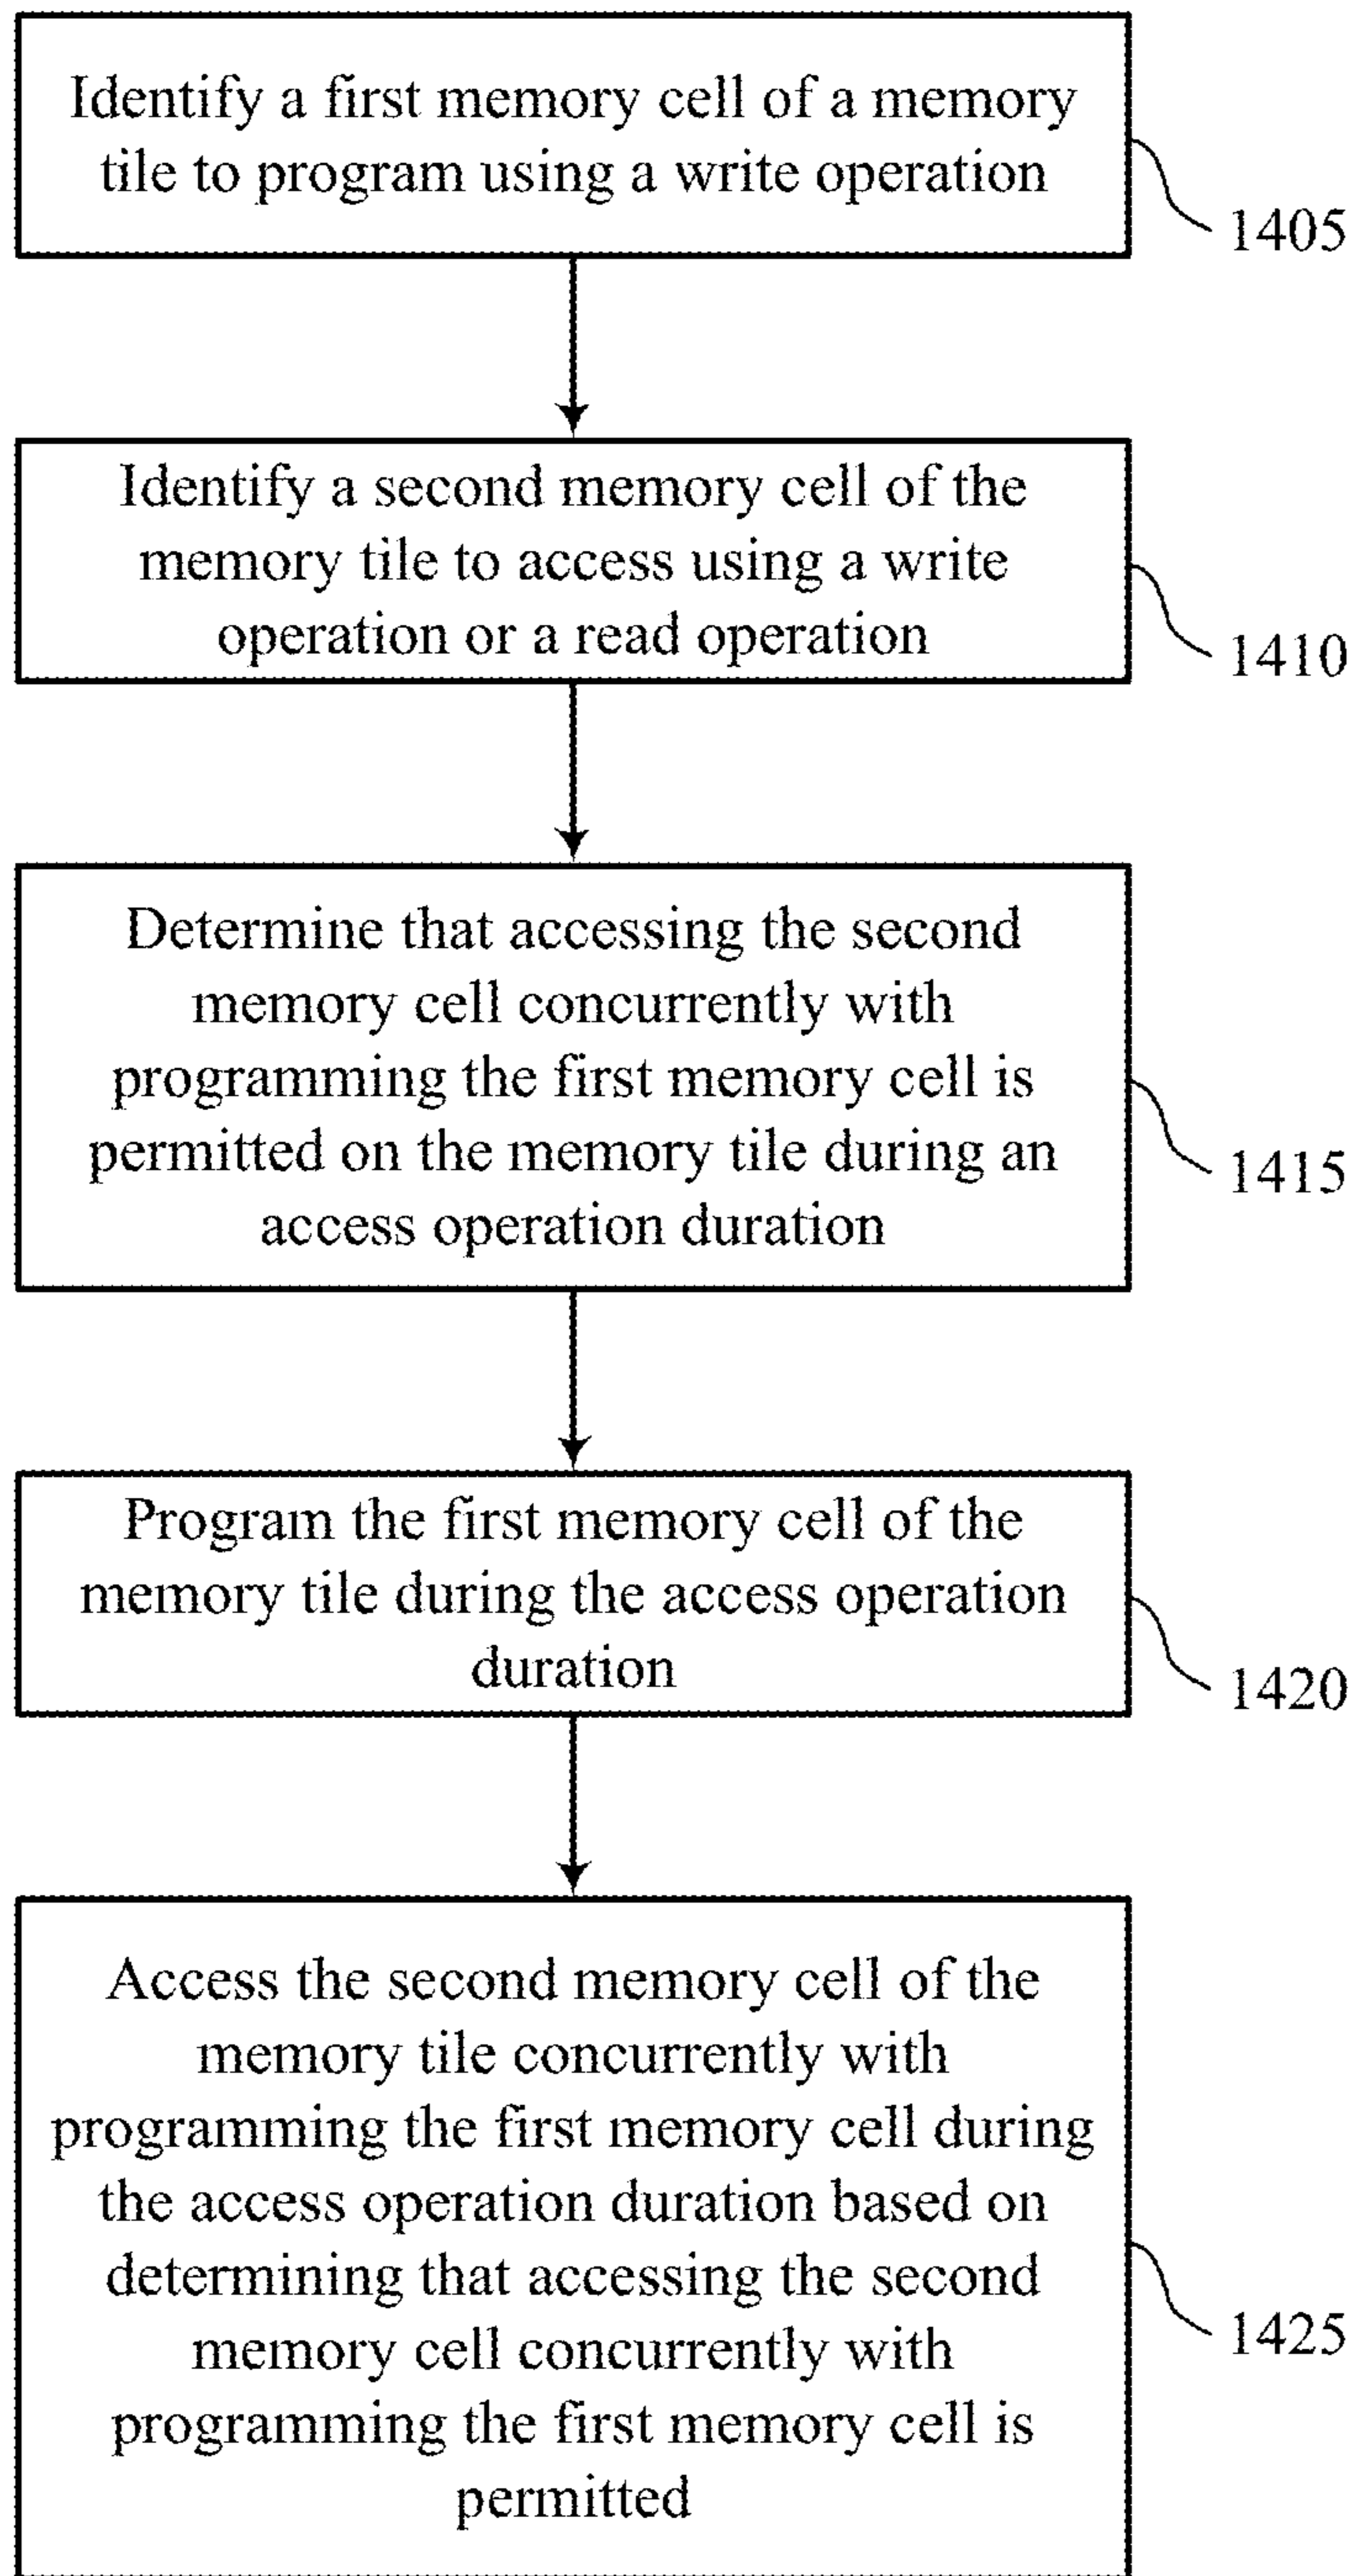 Identify a first memory cell of a memory
tile to program using a write operation
1405
Identify a second memory cell of the
memory tile to access using a write
operation or a read operation
1410
Determine that accessing the second
memory cell concurrently with
programming the first memory cell is
permitted on the memory tile during an
access operation duration
1415
Program the first memory cell of the
memory tile during the access operation
duration
1420
Access the second memory cell of the
memory tile concurrently with
programming the first memory cell during
the access operation duration based on
determining that accessing the second
memory cell concurrently with
programming the first memory cell is
permitted
1425